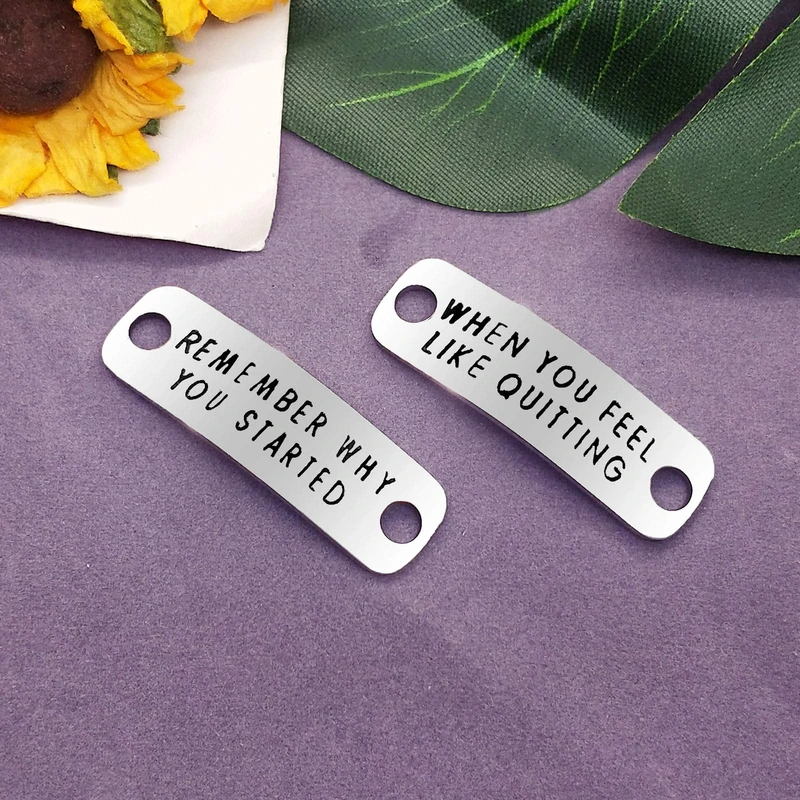 REMEMBER WHY
YOU STARTED
WHEN YOU FEEL
LIKE QUITTING